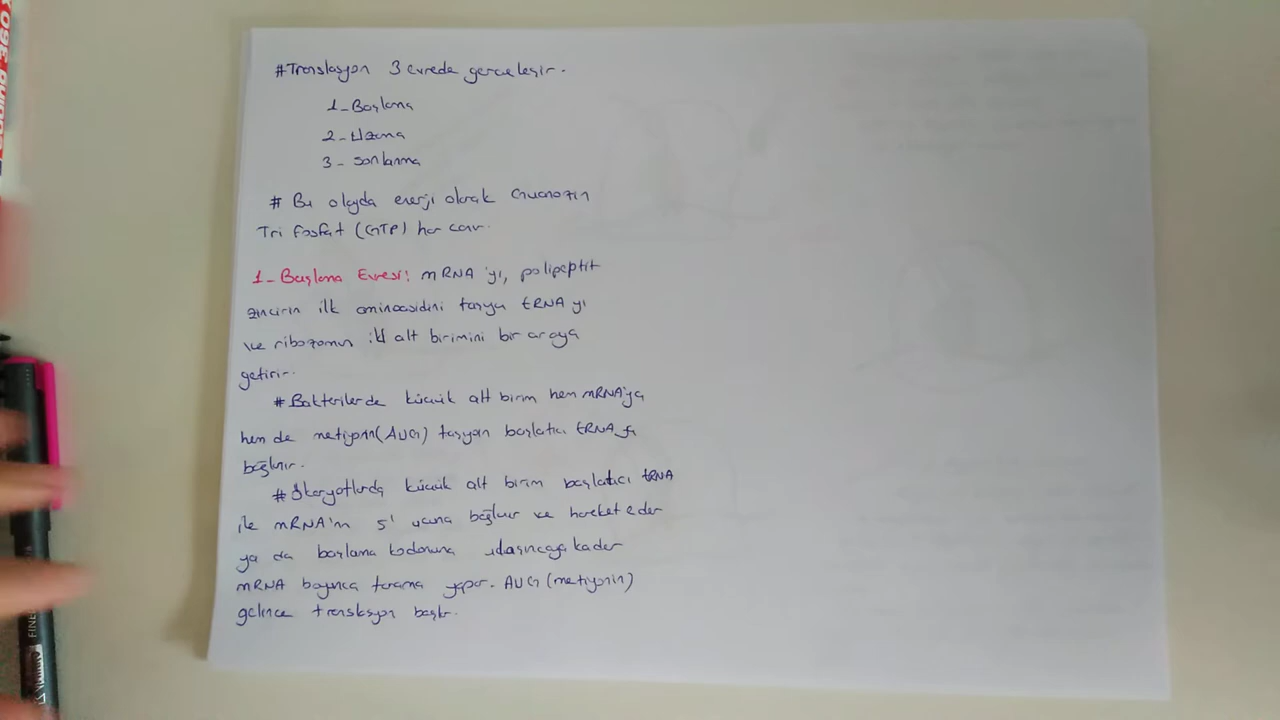 #Translasyon 3 evrede gerçekleşir.
1-Başlama
2-Uzama
3-Sonlanma
# Bu olayda enerji olarak Guanozin
Tri fosfat (GTP) harcanır.
1-Başlama Evresi: mRNA'yı, polipeptit
zincirin ilk aminoasidini taşıyan tRNA yı
ve ribozomun iki alt birimini bir araya
getirir.
# Bakterilerde küçük alt birim hem mRNA'ya
hem de metiyonin(AUG) taşıyan başlatıcı tRNA ya
bağlanır.
# Ökaryotlarda küçük alt birim başlatıcı tRNA
ile mRNA'nın 5' ucuna bağlanır ve hareket eder
ya da başlama kodonuna ulaşıncaya kadar
mRNA boyunca tarama yapar. AUG (metiyonin)
gelince translasyon başlar.
coding 360
FINE